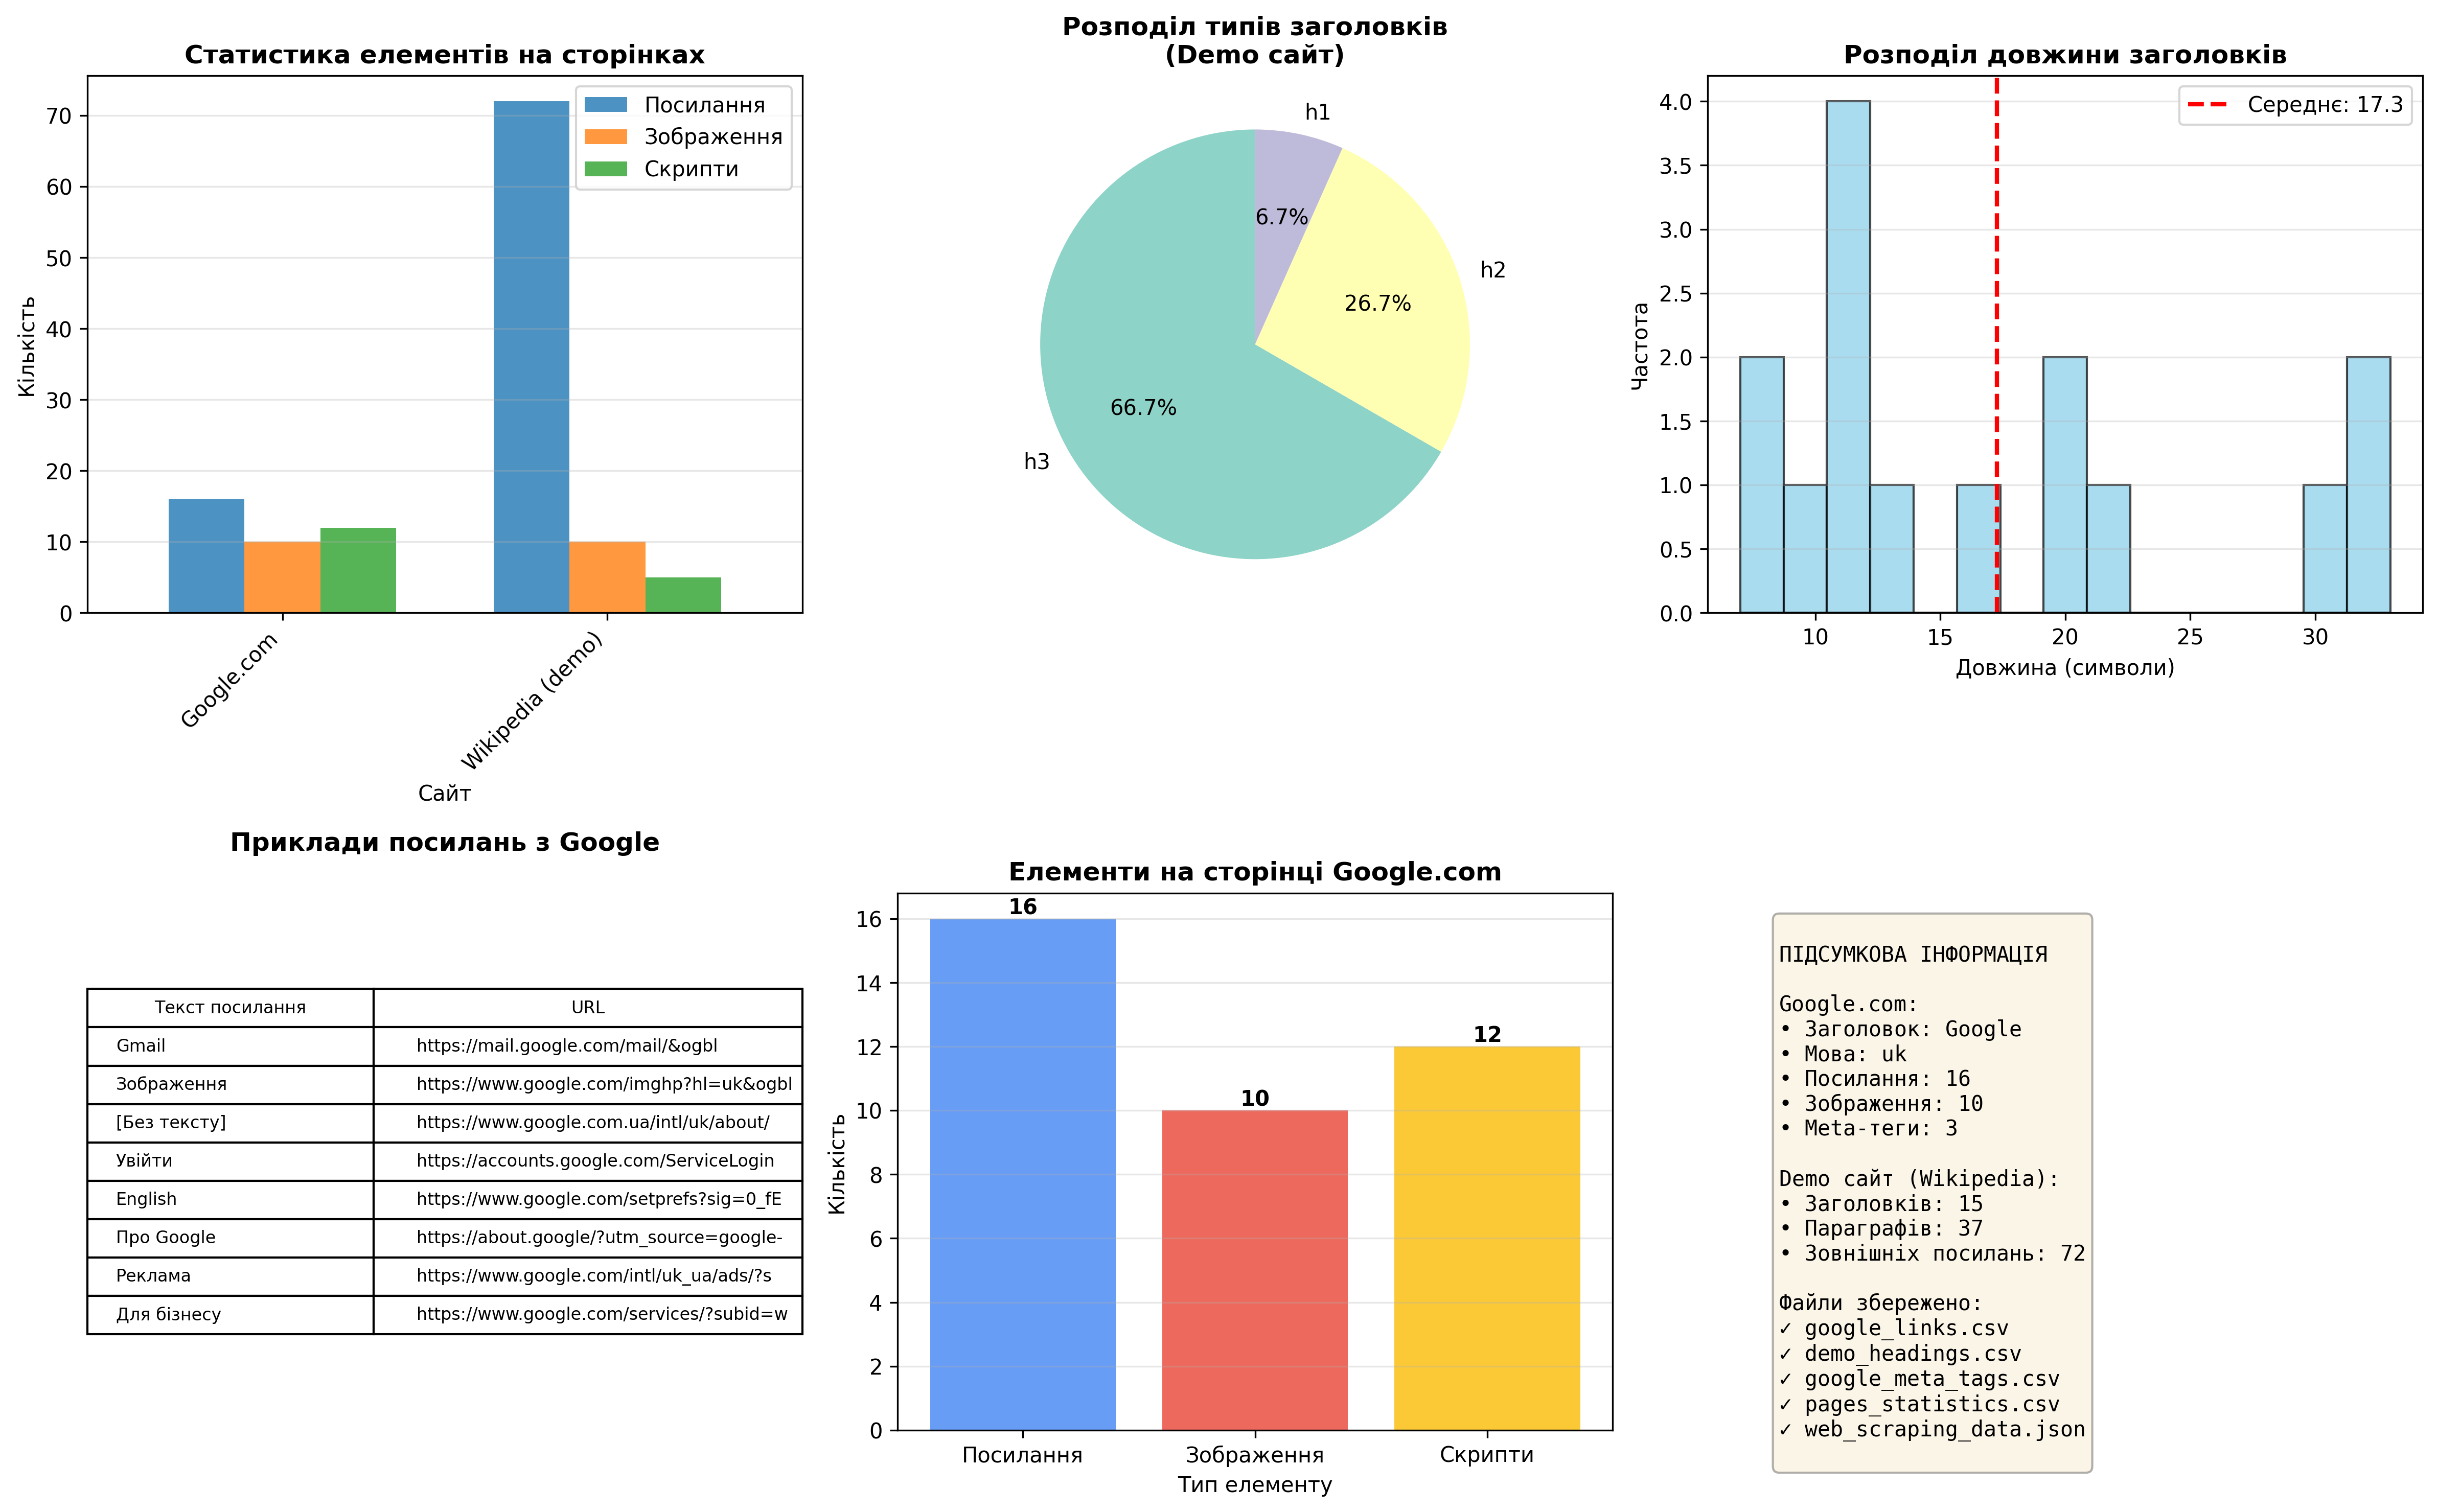 Статистика елементів на сторінках
Кількість
70
60
50
40
30
20
10
0
Посилання
Зображення
Скрипти
Google.com
Wikipedia (demo)
Сайт
Розподіл типів заголовків
(Demo сайт)
h1
6.7%
h2
26.7%
66.7%
h3
Розподіл довжини заголовків
Частота
4.0
3.5
3.0
2.5
2.0
1.5
1.0
0.5
0.0
Середнє: 17.3
10 15 20 25 30
Довжина (символи)
Приклади посилань з Google
Текст посилання URL
Gmail https://mail.google.com/mail/&ogbl
Зображення https://www.google.com/imghp?hl=uk&ogbl
[Без тексту] https://www.google.com.ua/intl/uk/about/
Увійти https://accounts.google.com/ServiceLogin
English https://www.google.com/setprefs?sig=0_fE
Про Google https://about.google/?utm_source=google-
Реклама https://www.google.com/intl/uk_ua/ads/?s
Для бізнесу https://www.google.com/services/?subid=w
Елементи на сторінці Google.com
Кількість
16
14
12
10
8
6
4
2
0
16
10
12
Посилання Зображення Скрипти
Тип елементу
ПІДСУМКОВА ІНФОРМАЦІЯ
Google.com:
• Заголовок: Google
• Мова: uk
• Посилання: 16
• Зображення: 10
• Meta-теги: 3
Demo сайт (Wikipedia):
• Заголовків: 15
• Параграфів: 37
• Зовнішніх посилань: 72
Файли збережено:
✓ google_links.csv
✓ demo_headings.csv
✓ google_meta_tags.csv
✓ pages_statistics.csv
✓ web_scraping_data.json